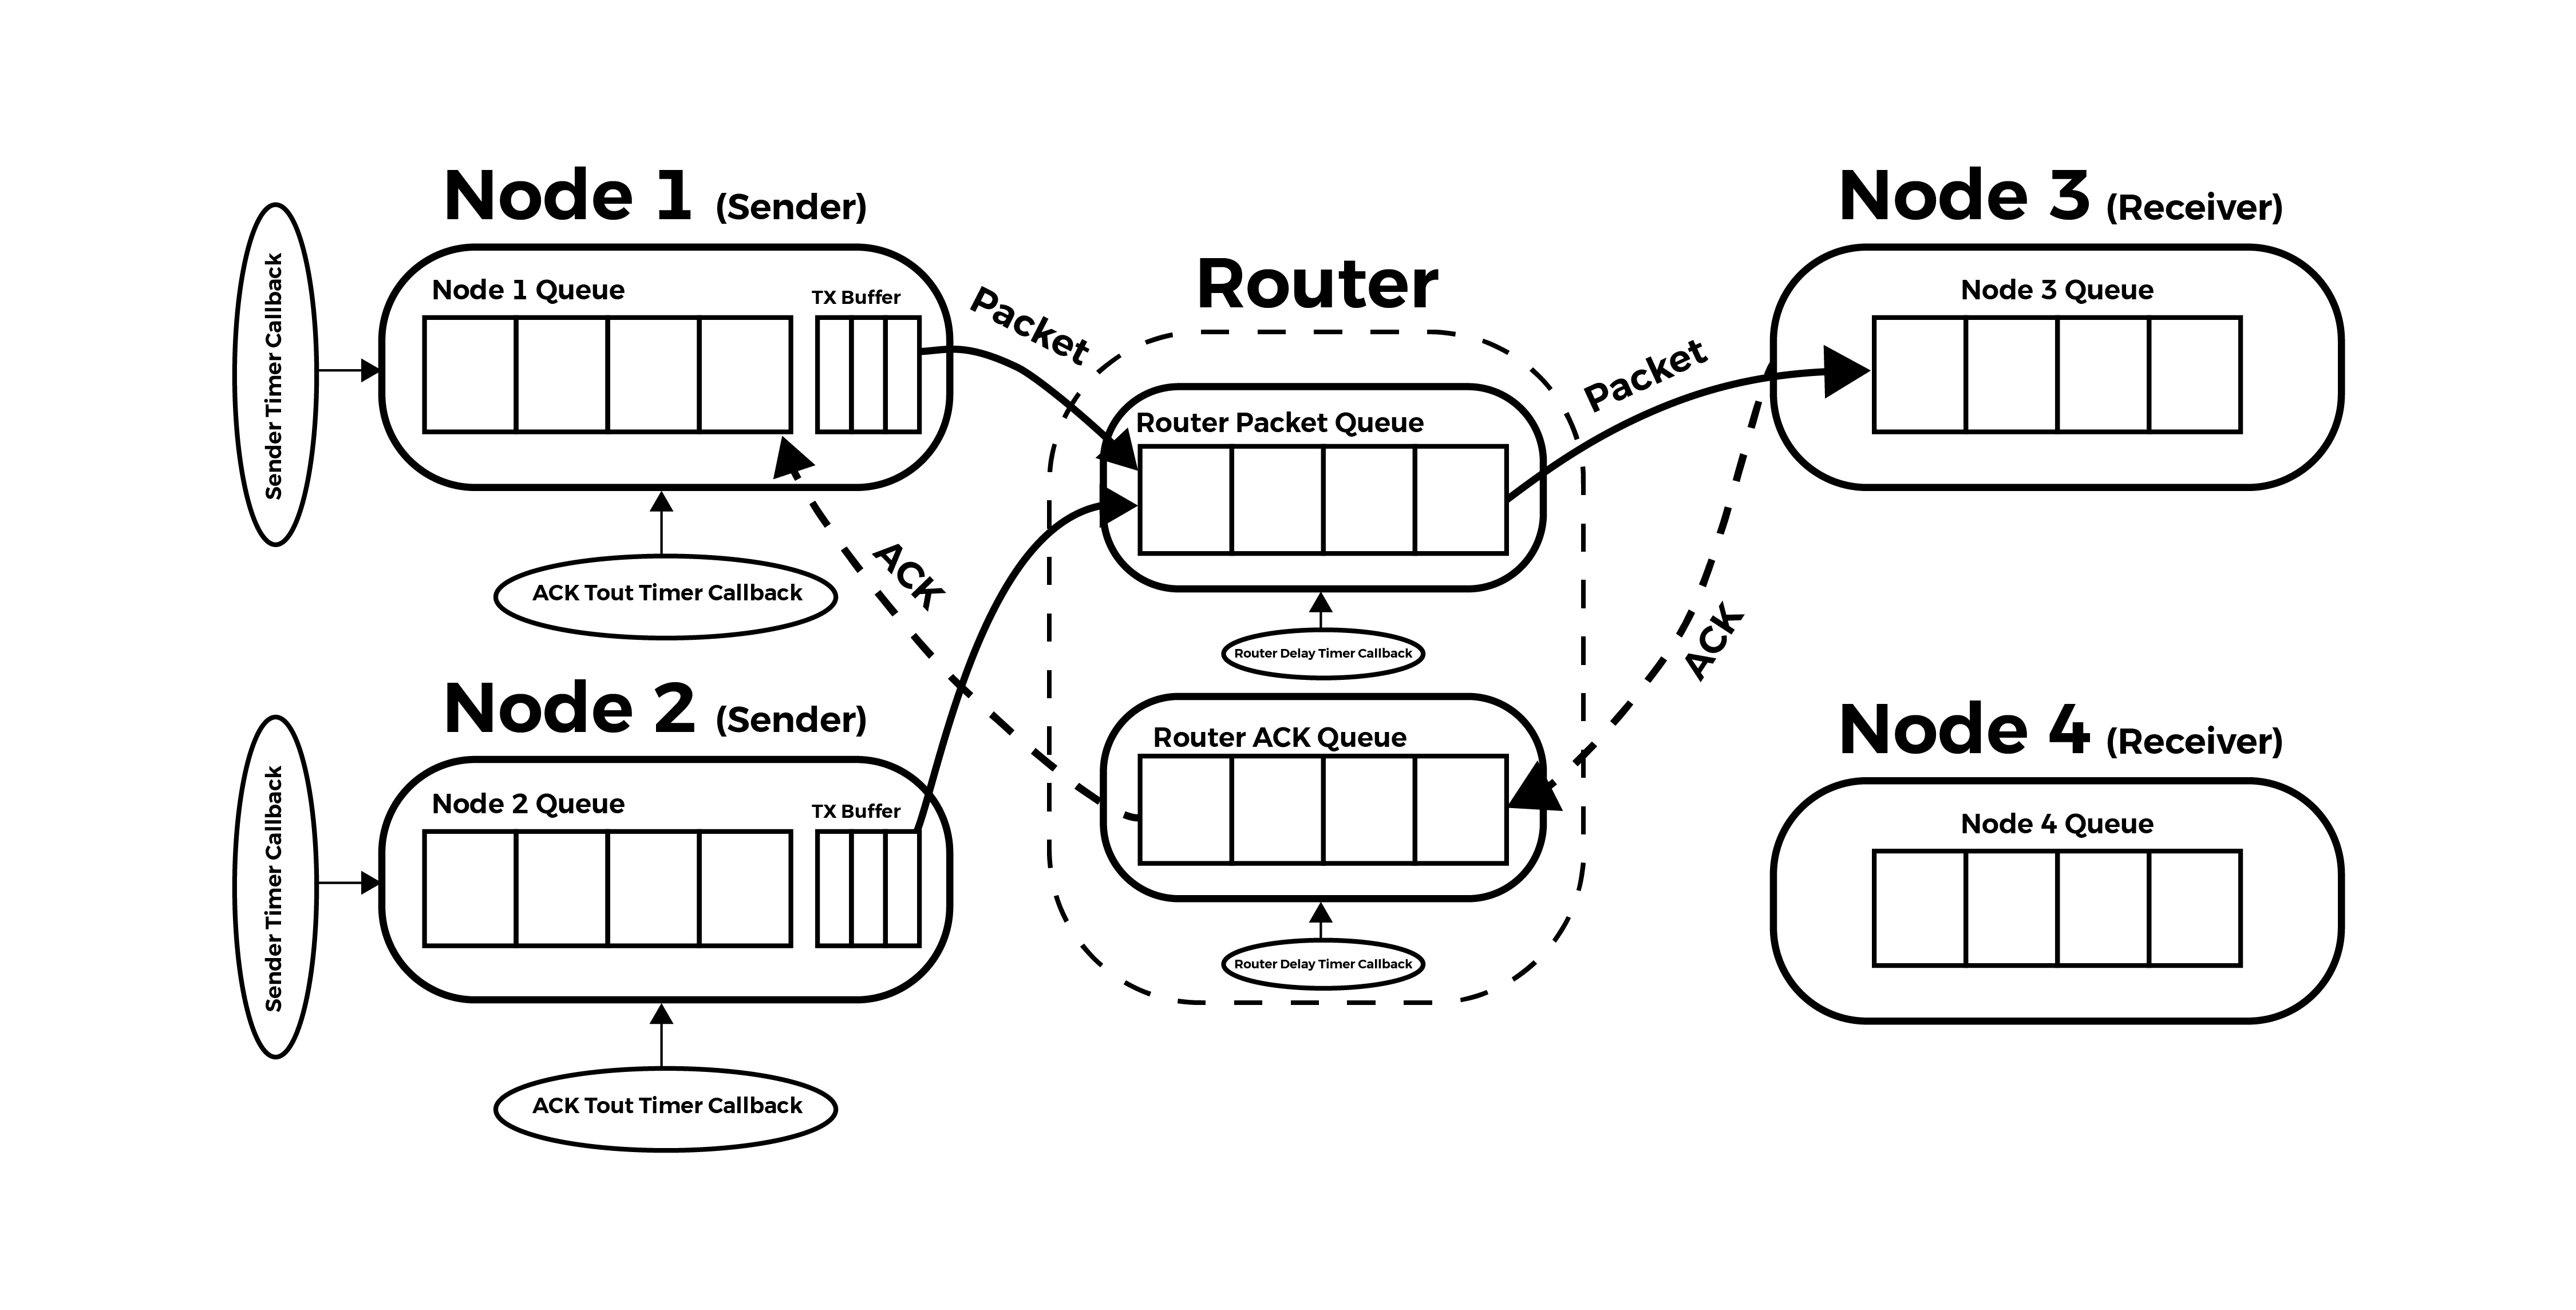 Node 1 (Sender)
Sender Timer Callback
Node 1 Queue
TX Buffer
ACK Tout Timer Callback
Packet
ACK
Node 2 (Sender)
Sender Timer Callback
Node 2 Queue
TX Buffer
ACK Tout Timer Callback
Router
Router Packet Queue
Router Delay Timer Callback
Router ACK Queue
Router Delay Timer Callback
Packet
ACK
Node 3 (Receiver)
Node 3 Queue
Node 4 (Receiver)
Node 4 Queue